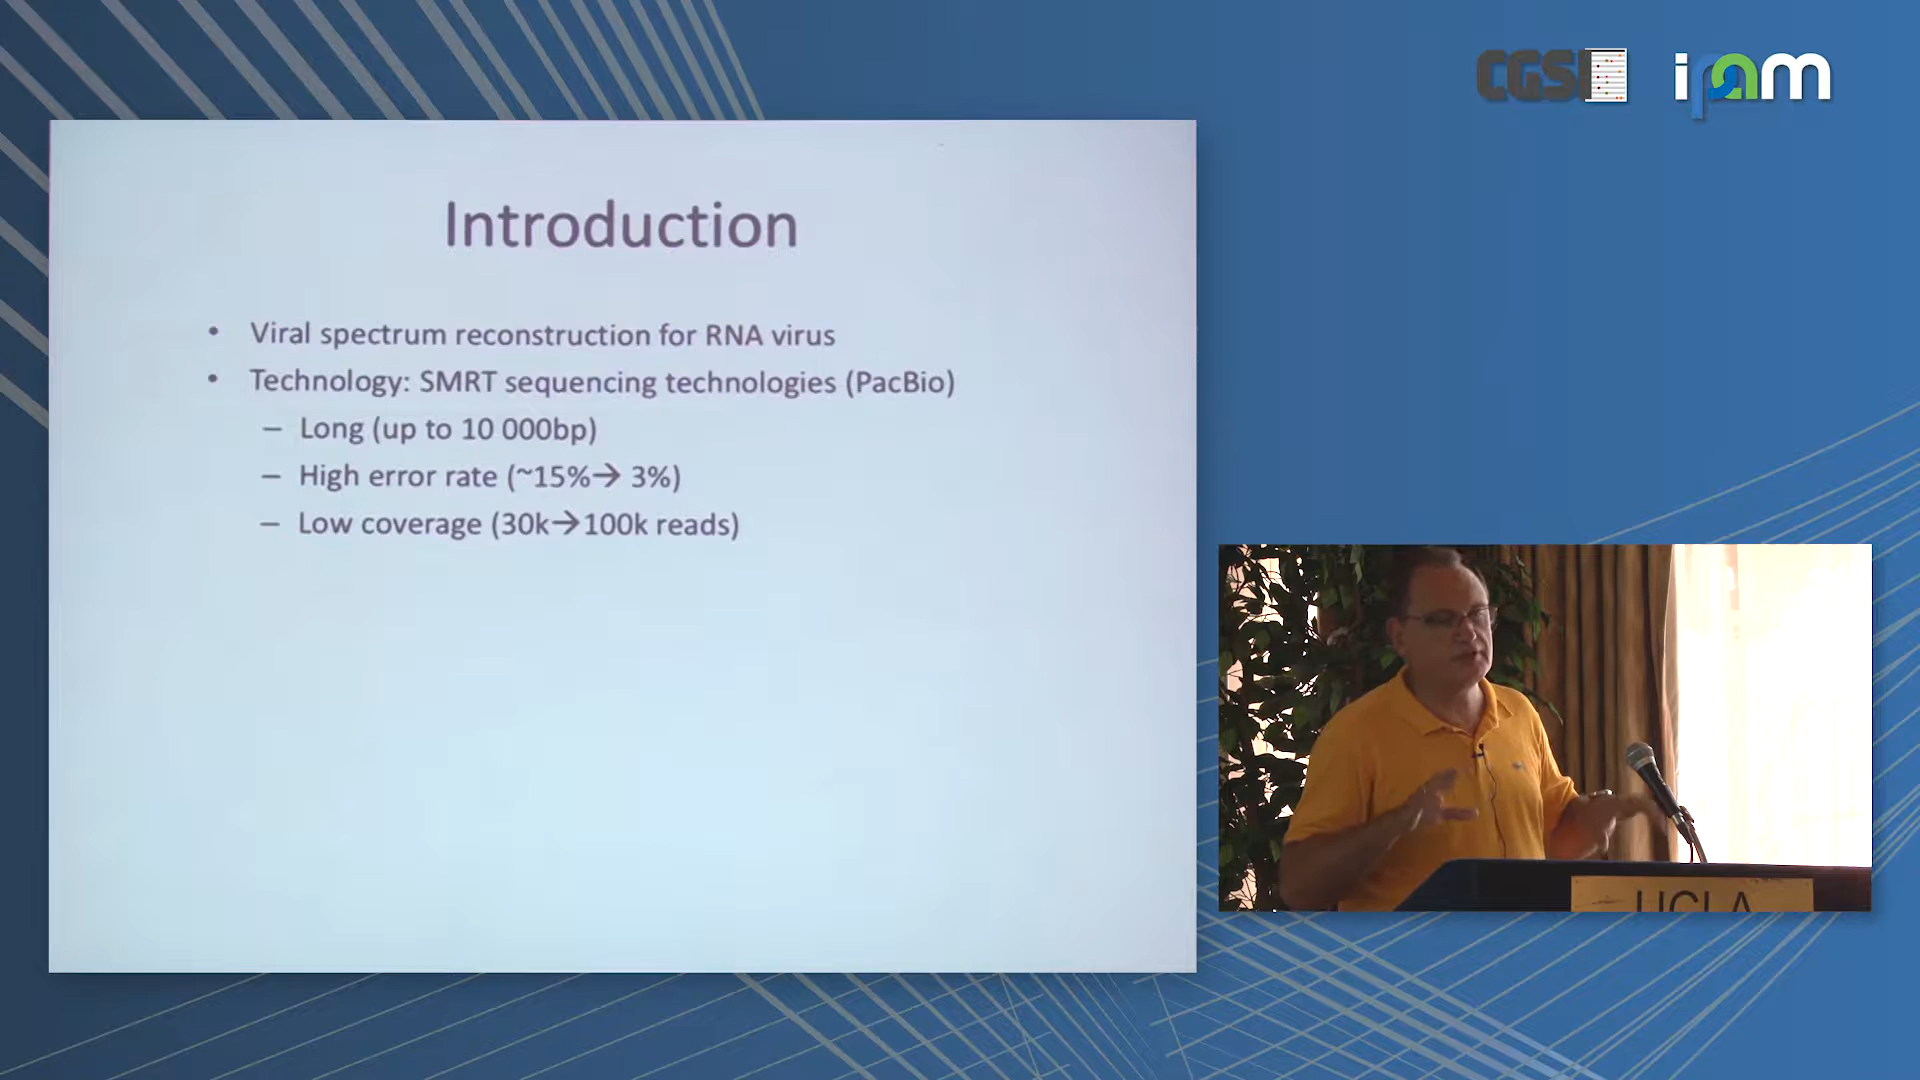 CGSI
ipam
Introduction
• Viral spectrum reconstruction for RNA virus
• Technology: SMRT sequencing technologies (PacBio)
– Long (up to 10 000bp)
– High error rate (~15%→ 3%)
– Low coverage (30k→100k reads)
UCLA